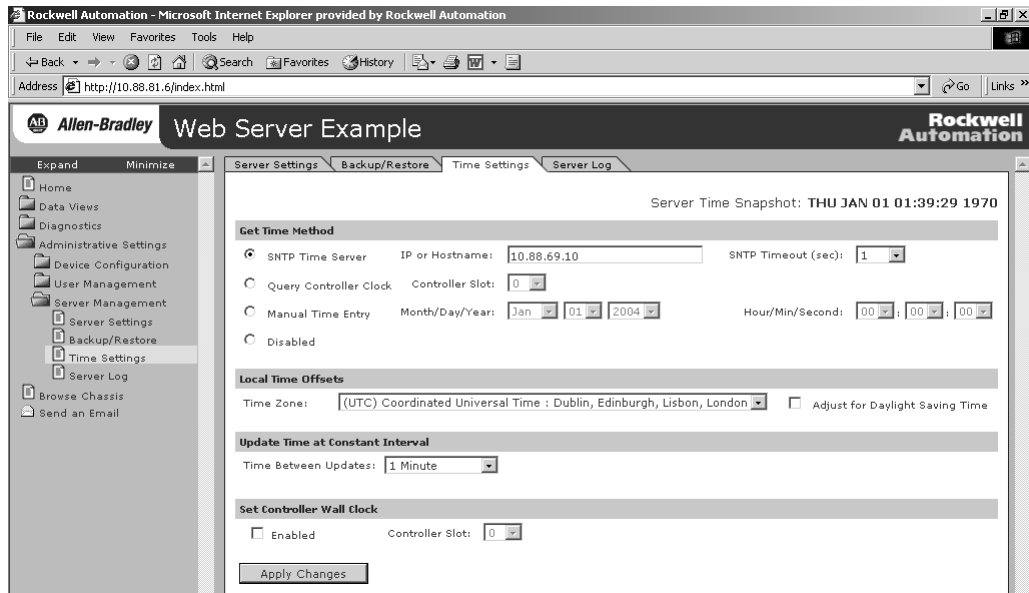 Rockwell Automation - Microsoft Internet Explorer provided by Rockwell Automation
File Edit View Favorites Tools Help
Back Search Favorites History
Address http://10.88.81.6/index.html Go Links »
AB Allen-Bradley Web Server Example Rockwell Automation
Expand Minimize
Home
Data Views
Diagnostics
Administrative Settings
Device Configuration
User Management
Server Management
Server Settings
Backup/Restore
Time Settings
Server Log
Browse Chassis
Send an Email
Server Settings Backup/Restore Time Settings Server Log
Server Time Snapshot: THU JAN 01 01:39:29 1970
Get Time Method
SNTP Time Server IP or Hostname: 10.88.69.10 SNTP Timeout (sec): 1
Query Controller Clock Controller Slot: 0
Manual Time Entry Month/Day/Year: Jan 01 2004 Hour/Min/Second: 00 : 00 : 00
Disabled
Local Time Offsets
Time Zone: (UTC) Coordinated Universal Time : Dublin, Edinburgh, Lisbon, London Adjust for Daylight Saving Time
Update Time at Constant Interval
Time Between Updates: 1 Minute
Set Controller Wall Clock
Enabled Controller Slot: 0
Apply Changes